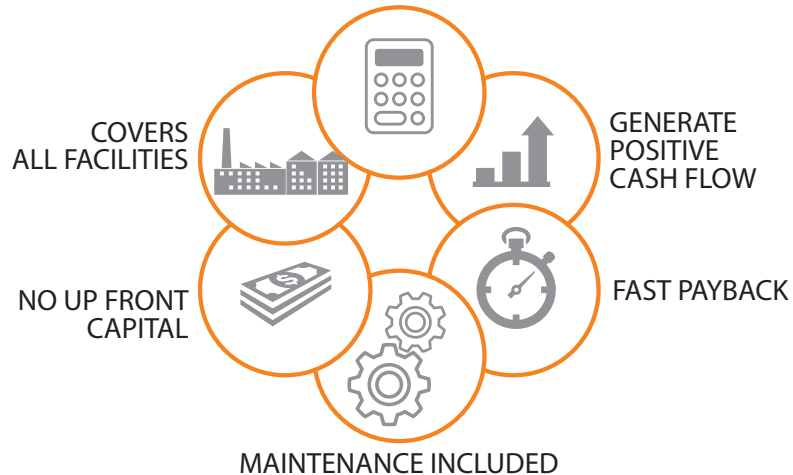 COVERS
ALL FACILITIES
GENERATE
POSITIVE
CASH FLOW
NO UP FRONT
CAPITAL
$
FAST PAYBACK
MAINTENANCE INCLUDED